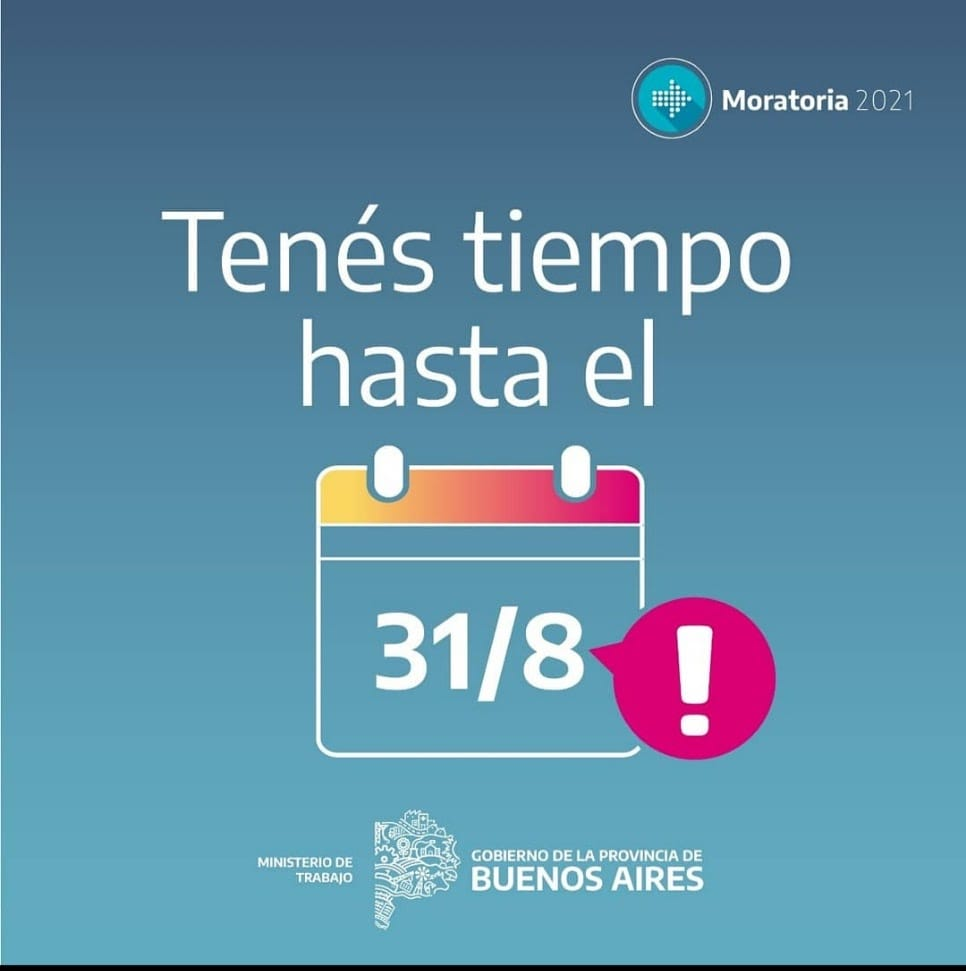 Moratoria 2021
Tenés tiempo
hasta el
31/8
!
MINISTERIO DE
TRABAJO
GOBIERNO DE LA PROVINCIA DE
BUENOS AIRES